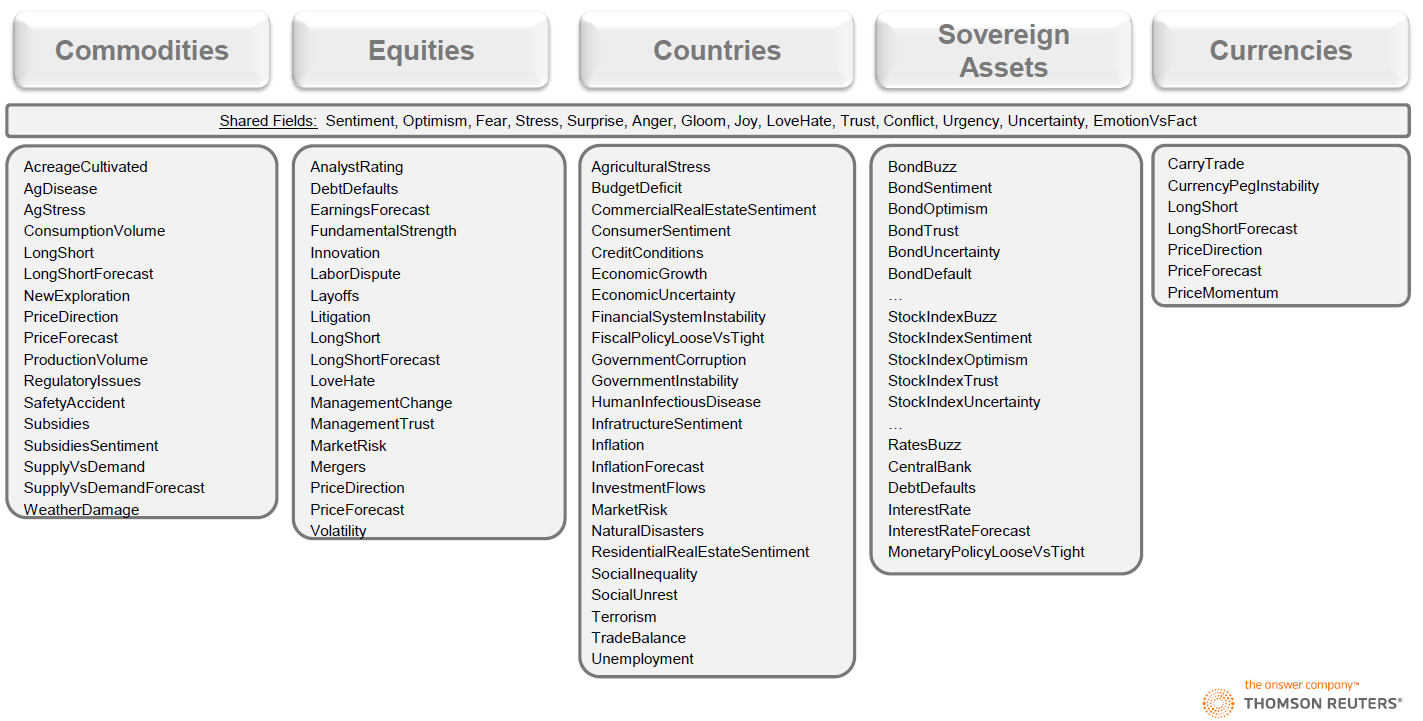 Commodities
Equities
Countries
Sovereign
Assets
Currencies
Shared Fields: Sentiment, Optimism, Fear, Stress, Surprise, Anger, Gloom, Joy, LoveHate, Trust, Conflict, Urgency, Uncertainty, EmotionVsFact
AcreageCultivated
AgDisease
AgStress
ConsumptionVolume
LongShort
LongShortForecast
NewExploration
PriceDirection
PriceForecast
ProductionVolume
RegulatoryIssues
SafetyAccident
Subsidies
SubsidiesSentiment
SupplyVsDemand
SupplyVsDemandForecast
WeatherDamage
AnalystRating
DebtDefaults
EarningsForecast
FundamentalStrength
Innovation
LaborDispute
Layoffs
Litigation
LongShort
LongShortForecast
LoveHate
ManagementChange
ManagementTrust
MarketRisk
Mergers
PriceDirection
PriceForecast
Volatility
AgriculturalStress
BudgetDeficit
CommercialRealEstateSentiment
ConsumerSentiment
CreditConditions
EconomicGrowth
EconomicUncertainty
FinancialSystemInstability
FiscalPolicyLooseVsTight
GovernmentCorruption
GovernmentInstability
HumanInfectiousDisease
InfratructureSentiment
Inflation
InflationForecast
InvestmentFlows
MarketRisk
NaturalDisasters
ResidentialRealEstateSentiment
SocialInequality
SocialUnrest
Terrorism
TradeBalance
Unemployment
BondBuzz
BondSentiment
BondOptimism
BondTrust
BondUncertainty
BondDefault
…
StockIndexBuzz
StockIndexSentiment
StockIndexOptimism
StockIndexTrust
StockIndexUncertainty
…
RatesBuzz
CentralBank
DebtDefaults
InterestRate
InterestRateForecast
MonetaryPolicyLooseVsTight
CarryTrade
CurrencyPegInstability
LongShort
LongShortForecast
PriceDirection
PriceForecast
PriceMomentum
the answer company™
THOMSON REUTERS®